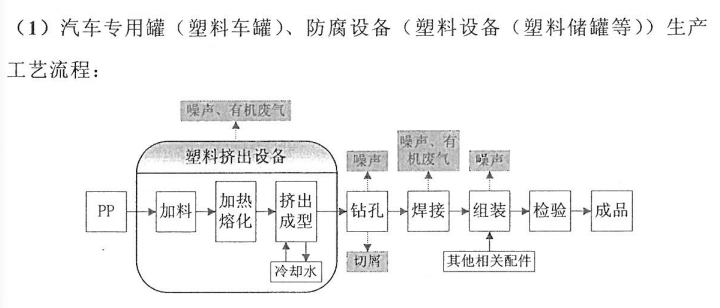 （1）汽车专用罐（塑料车罐）、防腐设备（塑料设备（塑料储罐等））生产
工艺流程：
噪声、有机废气
塑料挤出设备
噪声
噪声、有
机废气
噪声
PP
加料
加热
熔化
挤出
成型
钻孔
焊接
组装
检验
成品
冷却水
切屑
其他相关配件